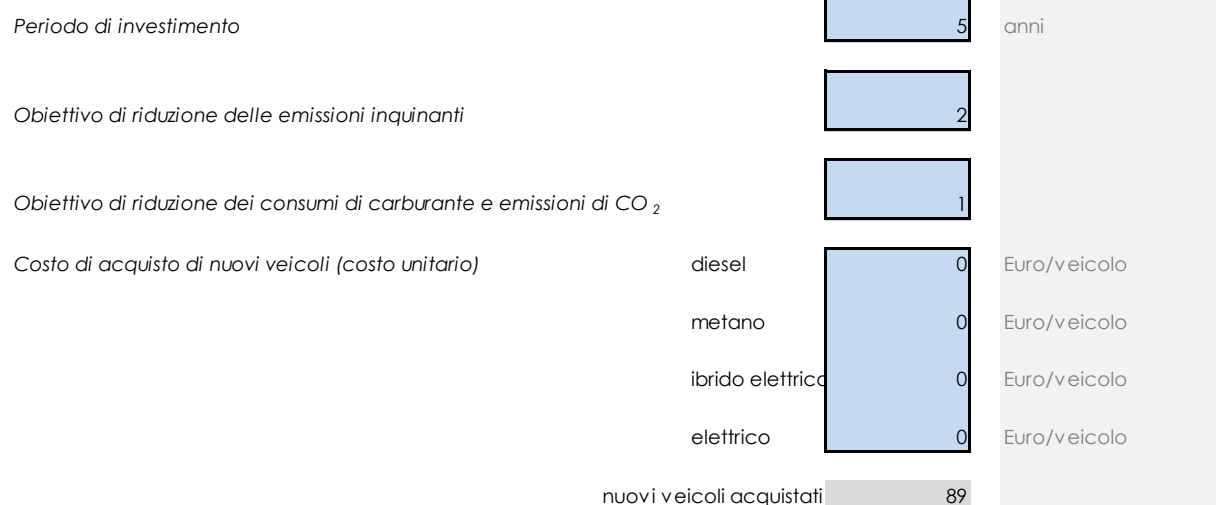 Periodo di investimento 5 anni
Obiettivo di riduzione delle emissioni inquinanti 2
Obiettivo di riduzione dei consumi di carburante e emissioni di CO 2 1
Costo di acquisto di nuovi veicoli (costo unitario) diesel 0 Euro/veicolo
metano 0 Euro/veicolo
ibrido elettrico 0 Euro/veicolo
elettrico 0 Euro/veicolo
nuovi veicoli acquistati 89